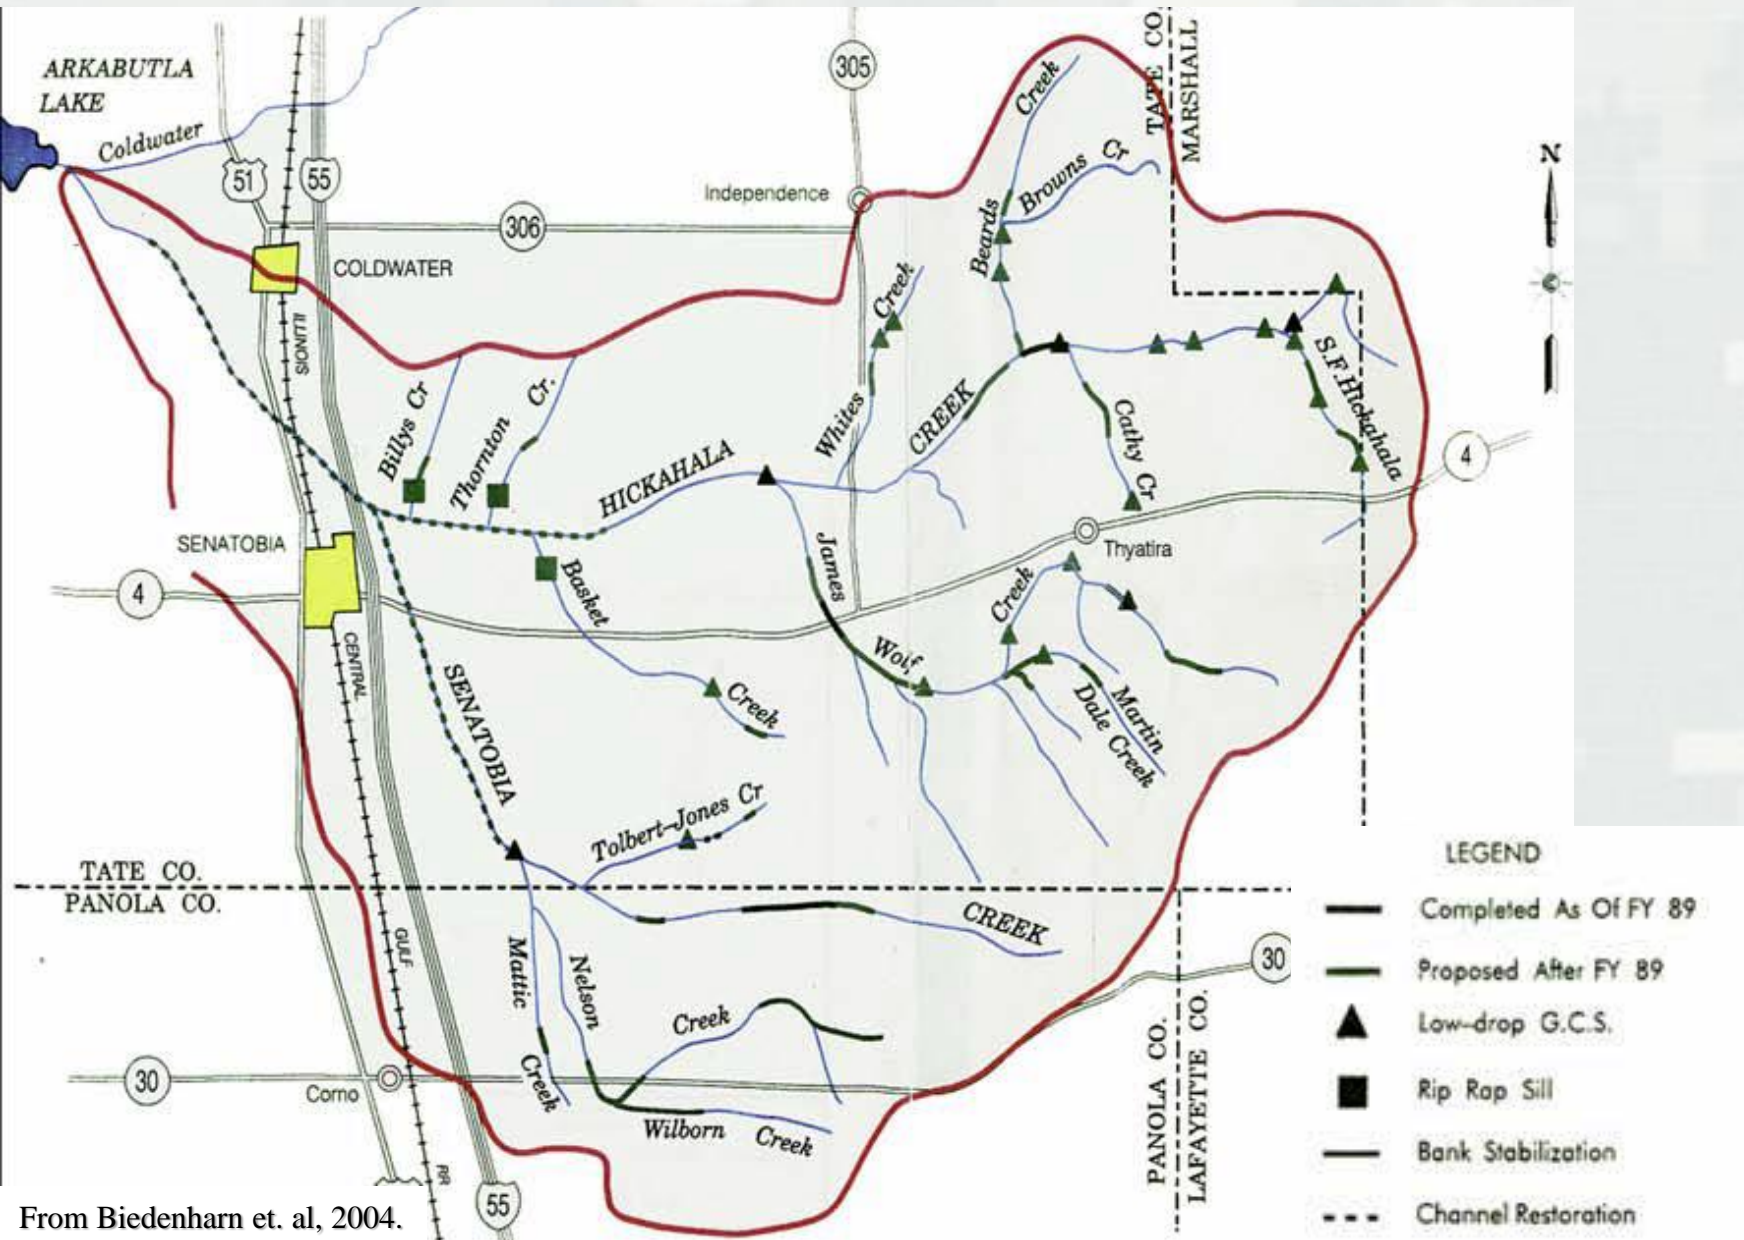 ARKABUTLA
LAKE
Coldwater
51
55
305
Independence
306
COLDWATER
ILLINOIS
Creek
Browns Cr
Beards
TATE CO.
MARSHALL
N
Creek
Whites
Billys Cr
Thornton Cr.
HICKAHALA
CREEK
Cathy Cr
S.F.Hickahala
4
SENATOBIA
4
Thyatira
James
Wolf
Creek
Basket
Creek
CENTRAL
SENATOBIA
Martin
Dale Creek
Tolbert-Jones Cr
TATE CO.
PANOLA CO.
CREEK
GULF
Mattic
Creek
Nelson
Creek
30
30
Como
Wilborn Creek
RR
55
PANOLA CO.
LAFAYETTE CO.
LEGEND
Completed As Of FY 89
Proposed After FY 89
Low-drop G.C.S.
Rip Rap Sill
Bank Stabilization
Channel Restoration
From Biedenharn et. al, 2004.